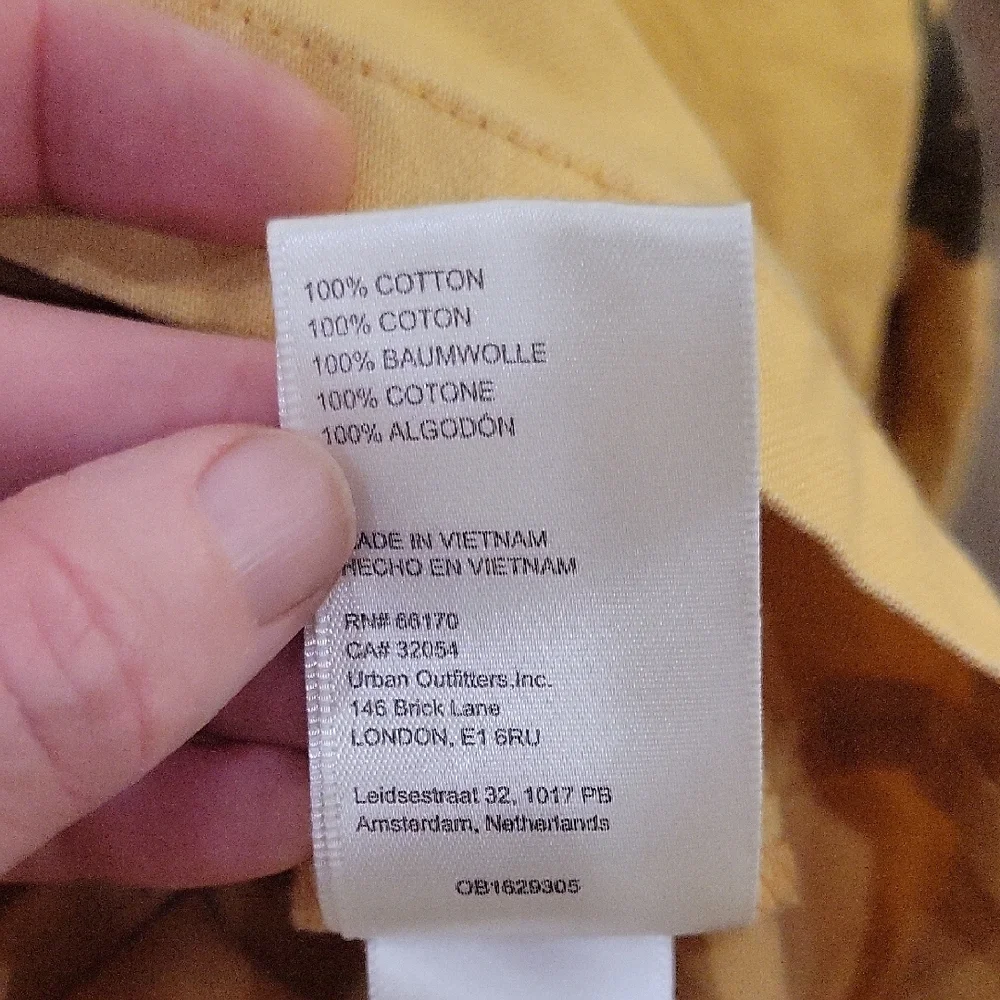 100% COTTON
100% COTON
100% BAUMWOLLE
100% COTONE
100% ALGODÓN
ADE IN VIETNAM
HECHO EN VIETNAM
RN# 66170
CA# 32054
Urban Outfitters,Inc.
146 Brick Lane
LONDON, E1 6RU
Leidsestraat 32, 1017 PB
Amsterdam, Netherlands
OB1629305